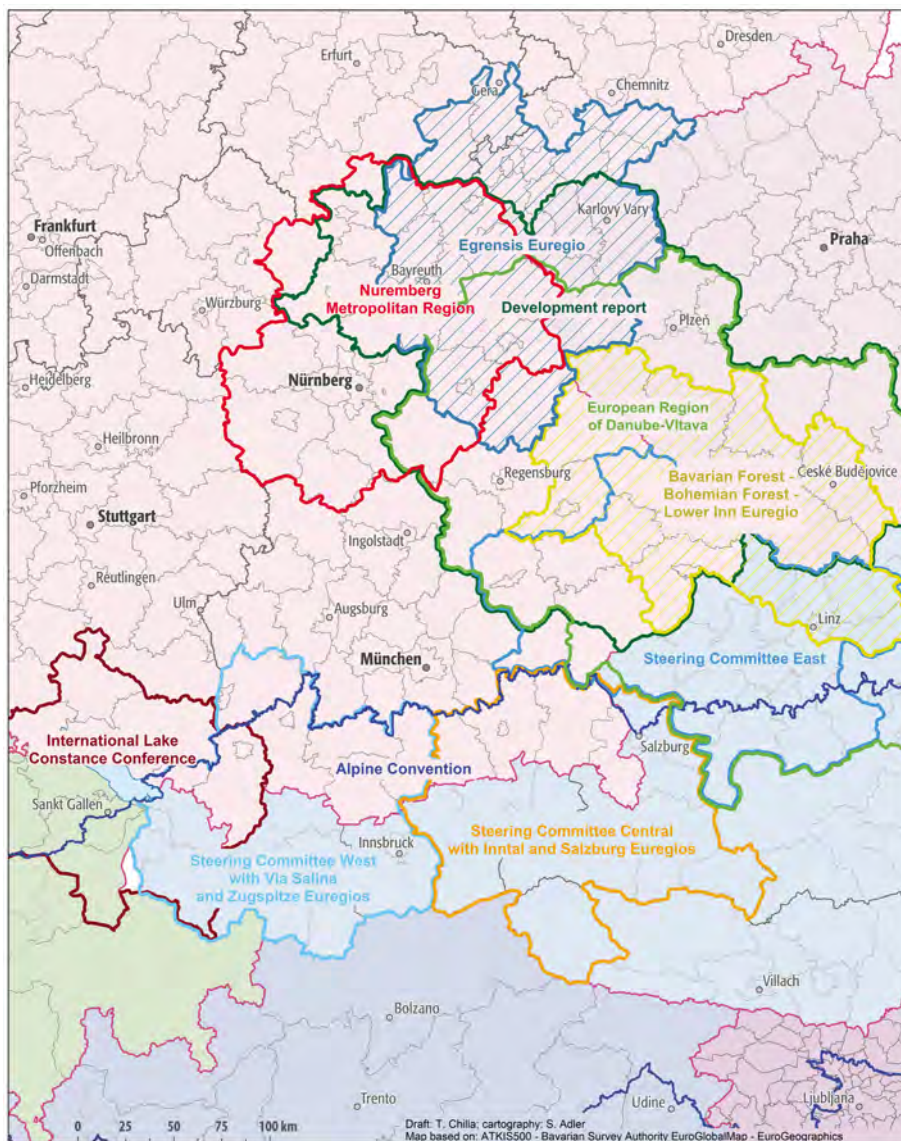 Dresden
Erfurt
Gera
Chemnitz
Karlovy Vary
Frankfurt
Offenbach
Egrensis Euregio
Praha
Darmstadt
Bayreuth
Nuremberg
Metropolitan Region
Würzburg
Development report
Plzeň
Heidelberg
Nürnberg
European Region
of Danube-Vltava
Heilbronn
Regensburg
Bavarian Forest -
Bohemian Forest -
Lower Inn Euregio
České Budějovice
Pforzheim
Stuttgart
Ingolstadt
Reutlingen
Ulm
Augsburg
Linz
München
Steering Committee East
International Lake
Constance Conference
Salzburg
Alpine Convention
Sankt Gallen
Innsbruck
Steering Committee Central
with Inntal and Salzburg Euregios
Steering Committee West
with Via Salina
and Zugspitze Euregios
Villach
Bolzano
Trento
Udine
Ljubljana
0 25 50 75 100 km
Draft: T. Chilla; cartography: S. Adler
Map based on: ATKIS500 - Bavarian Survey Authority EuroGlobalMap - EuroGeographics